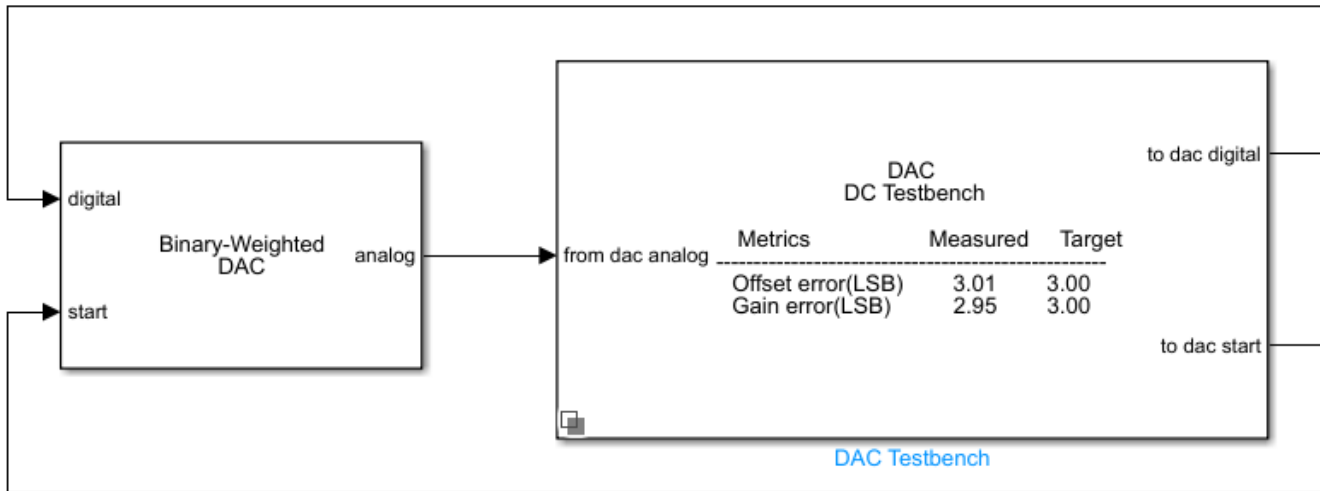 digital
Binary-Weighted
DAC
analog
start
DAC
DC Testbench
from dac analog
Metrics Measured Target
-----------------------------------------------------
Offset error(LSB) 3.01 3.00
Gain error(LSB) 2.95 3.00
to dac digital
to dac start
DAC Testbench